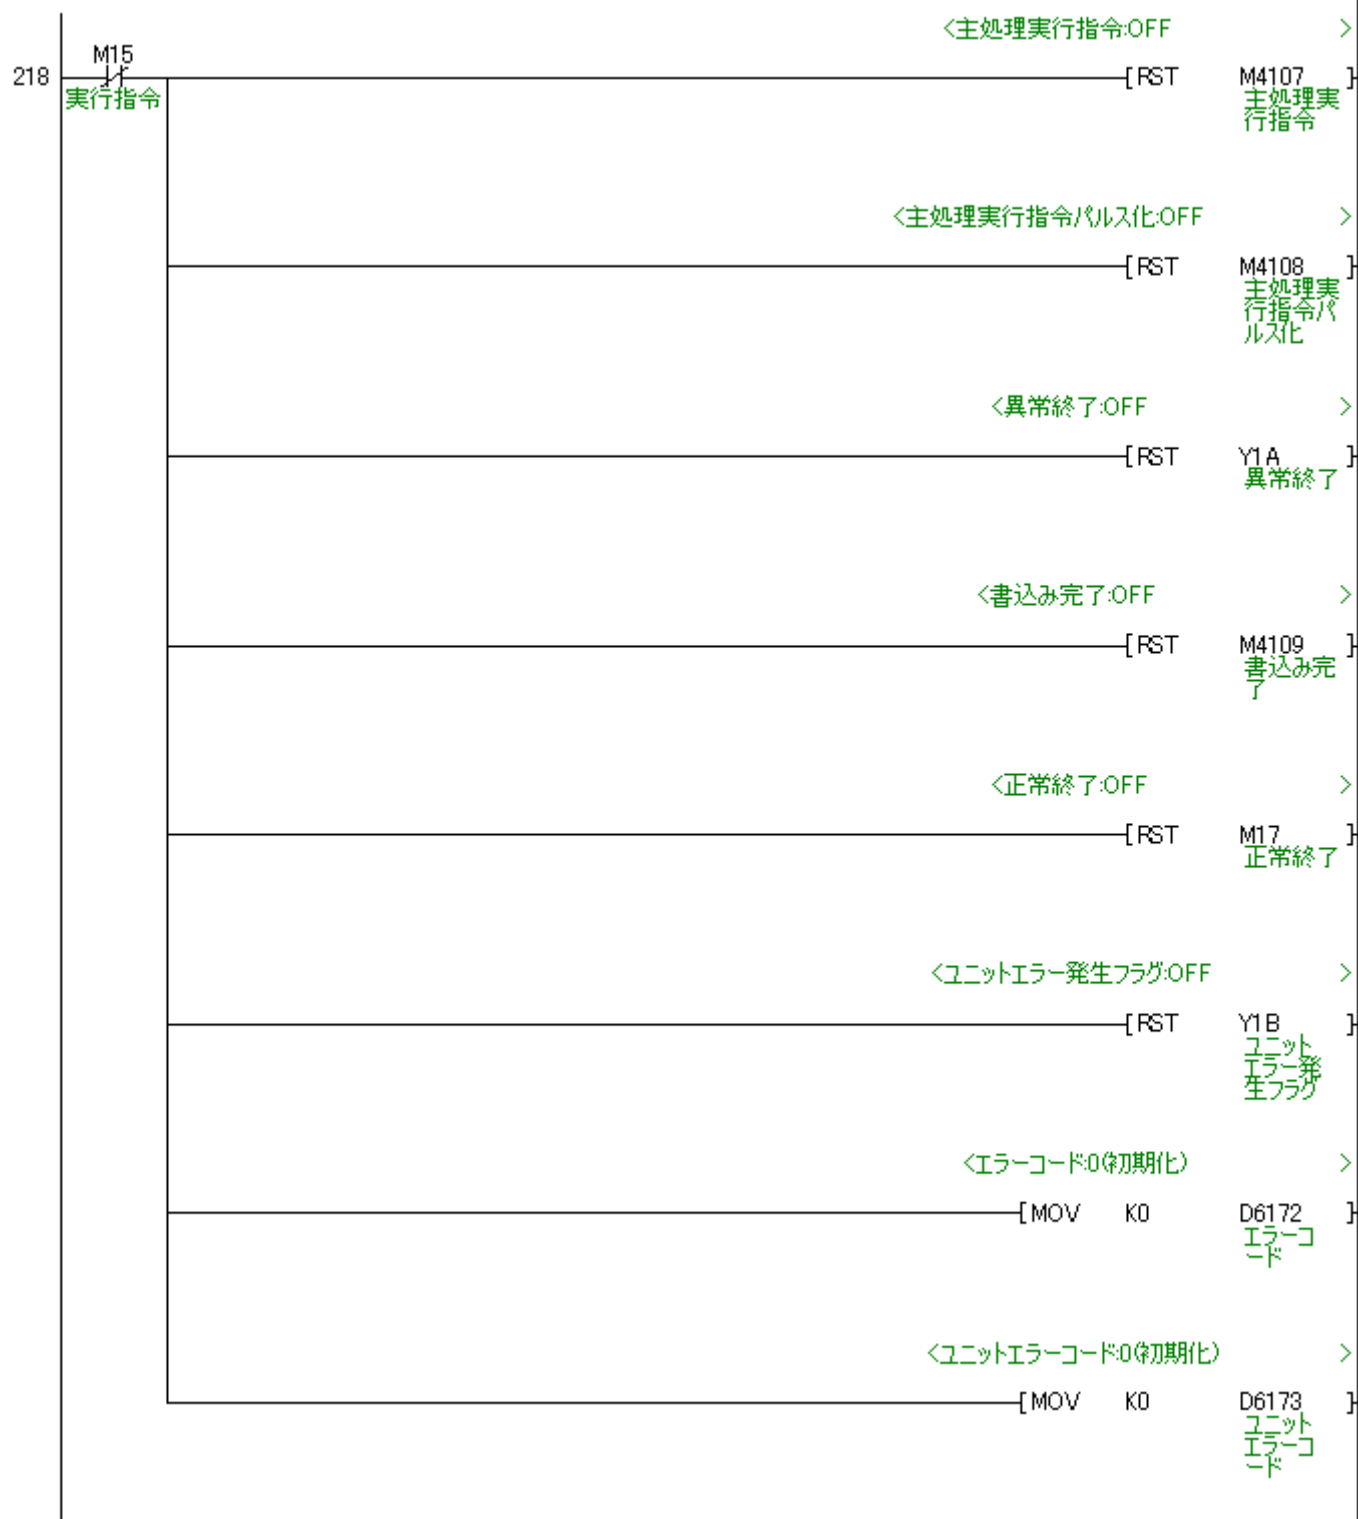 <主処理実行指令:OFF >
M15
218 [RST M4107 ]
実行指令
主処理実
行指令
<主処理実行指令パルス化:OFF >
[RST M4108 ]
主処理実
行指令パ
ルス化
<異常終了:OFF >
[RST Y1A ]
異常終了
<書込み完了:OFF >
[RST M4109 ]
書込み完
了
<正常終了:OFF >
[RST M17 ]
正常終了
<ユニットエラー発生フラグ:OFF >
[RST Y1B ]
ユニット
エラー発
生フラグ
<エラーコード:0(初期化) >
[MOV K0 D6172 ]
エラーコ
ード
<ユニットエラーコード:0(初期化) >
[MOV K0 D6173 ]
ユニット
エラーコ
ード